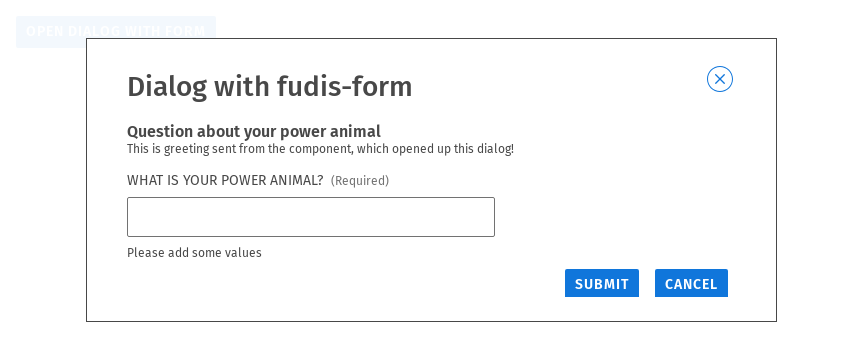 OPEN DIALOG WITH FORM
Dialog with fudis-form
Question about your power animal
This is greeting sent from the component, which opened up this dialog!
WHAT IS YOUR POWER ANIMAL? (Required)
Please add some values
SUBMIT CANCEL